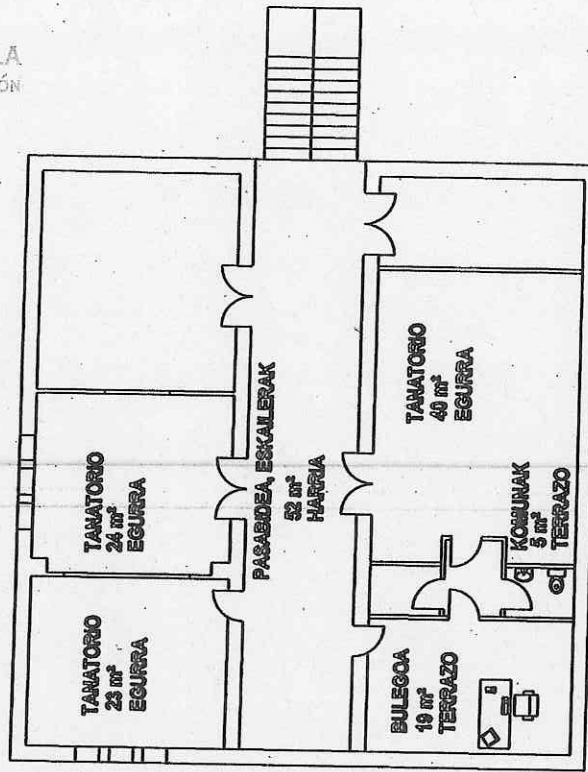 TANATORIO
23 m²
EGURRA
TANATORIO
24 m²
EGURRA
PASABIDEA, ESKAILERAK
52 m²
HARRIA
TANATORIO
40 m²
EGURRA
KOMUNAK
5 m²
TERRAZO
BULEGOA
19 m²
TERRAZO